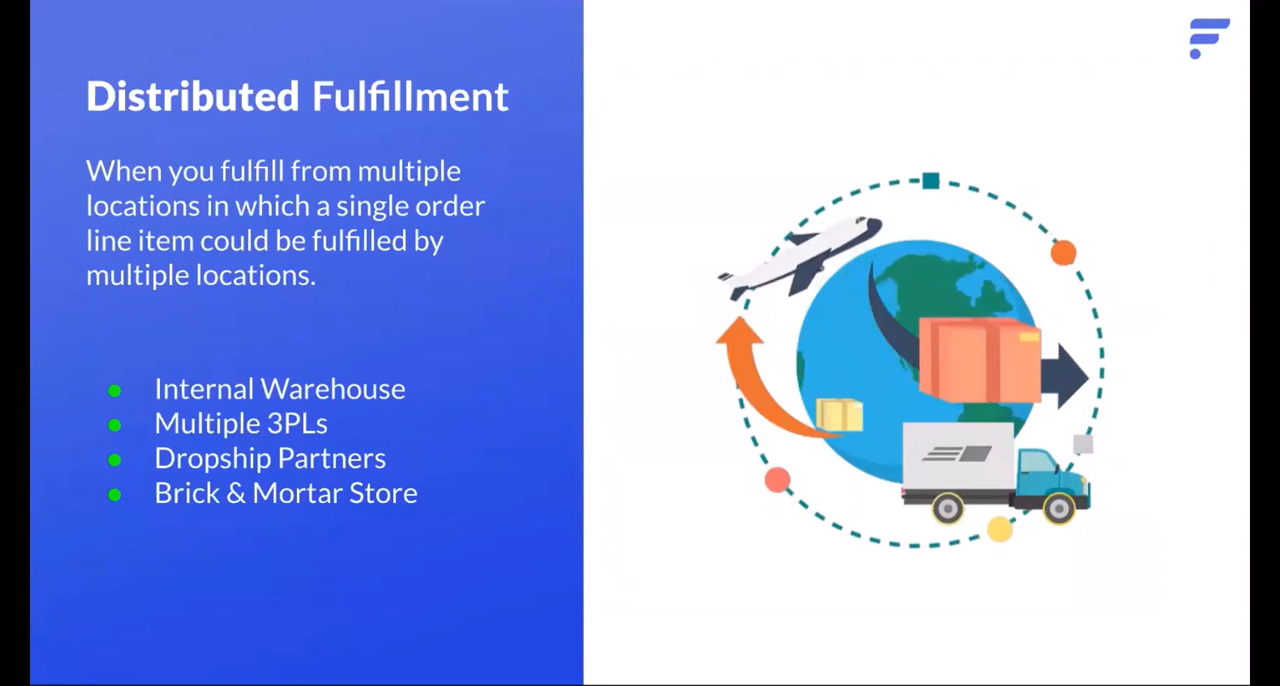 Distributed Fulfillment
When you fulfill from multiple
locations in which a single order
line item could be fulfilled by
multiple locations.
● Internal Warehouse
● Multiple 3PLs
● Dropship Partners
● Brick & Mortar Store